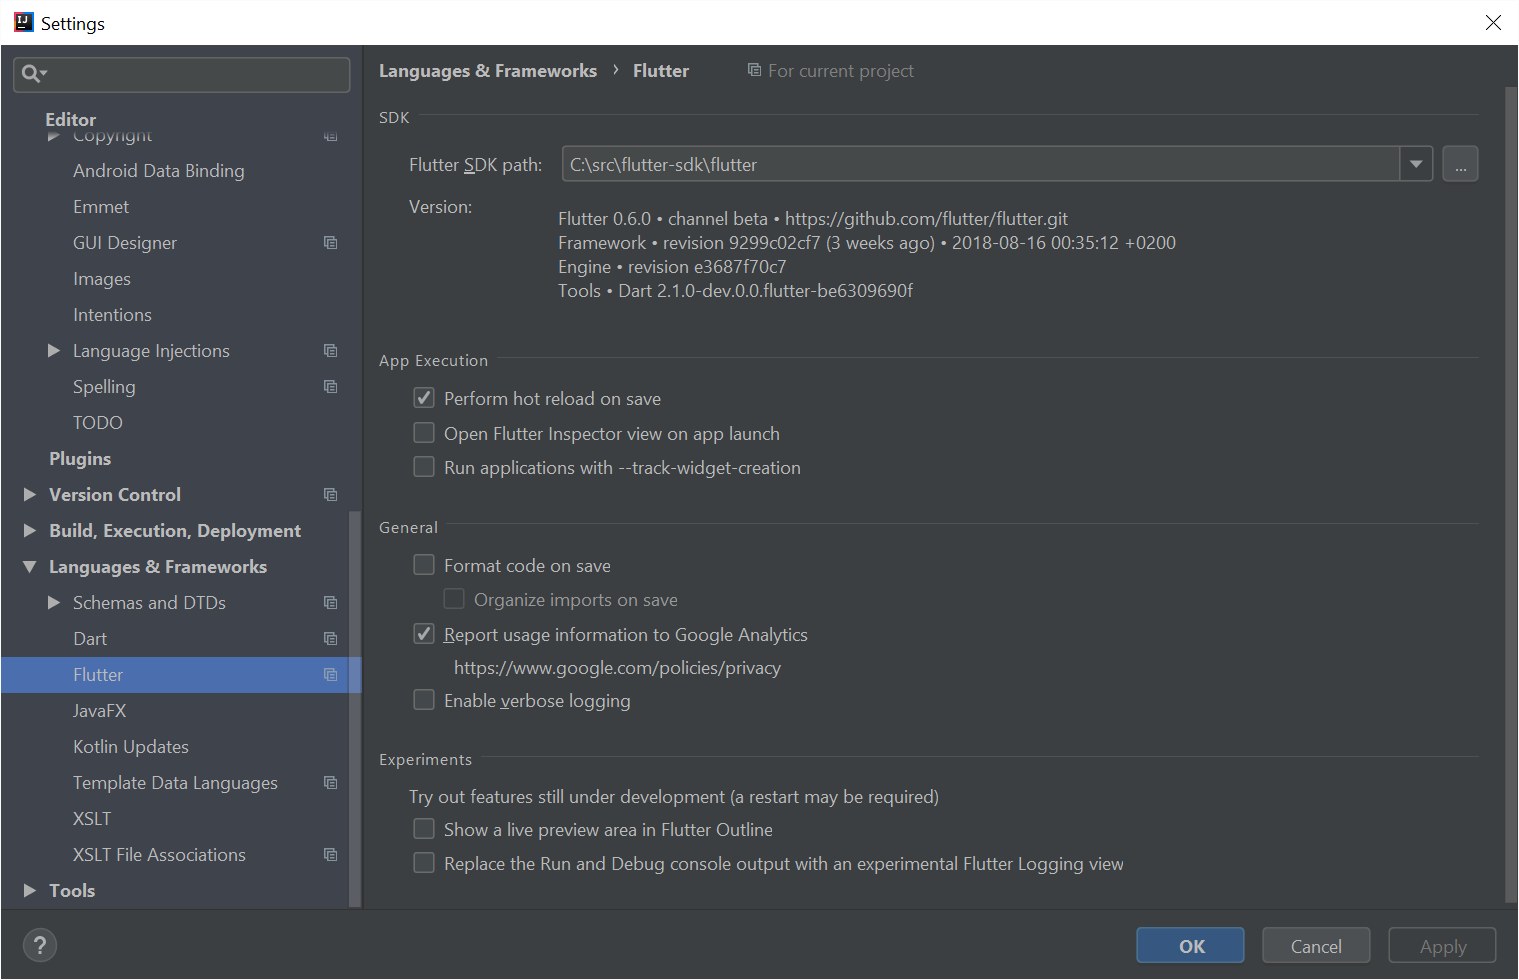 IJ
Settings
Editor
Copyright
Android Data Binding
Emmet
GUI Designer
Images
Intentions
Language Injections
Spelling
TODO
Plugins
Version Control
Build, Execution, Deployment
Languages & Frameworks
Schemas and DTDs
Dart
Flutter
JavaFX
Kotlin Updates
Template Data Languages
XSLT
XSLT File Associations
Tools
?
Languages & Frameworks › Flutter For current project
SDK
Flutter SDK path: C:\src\flutter-sdk\flutter ...
Version:
Flutter 0.6.0 • channel beta • https://github.com/flutter/flutter.git
Framework • revision 9299c02cf7 (3 weeks ago) • 2018-08-16 00:35:12 +0200
Engine • revision e3687f70c7
Tools • Dart 2.1.0-dev.0.0.flutter-be6309690f
App Execution
Perform hot reload on save
Open Flutter Inspector view on app launch
Run applications with --track-widget-creation
General
Format code on save
Organize imports on save
Report usage information to Google Analytics
https://www.google.com/policies/privacy
Enable verbose logging
Experiments
Try out features still under development (a restart may be required)
Show a live preview area in Flutter Outline
Replace the Run and Debug console output with an experimental Flutter Logging view
OK Cancel Apply